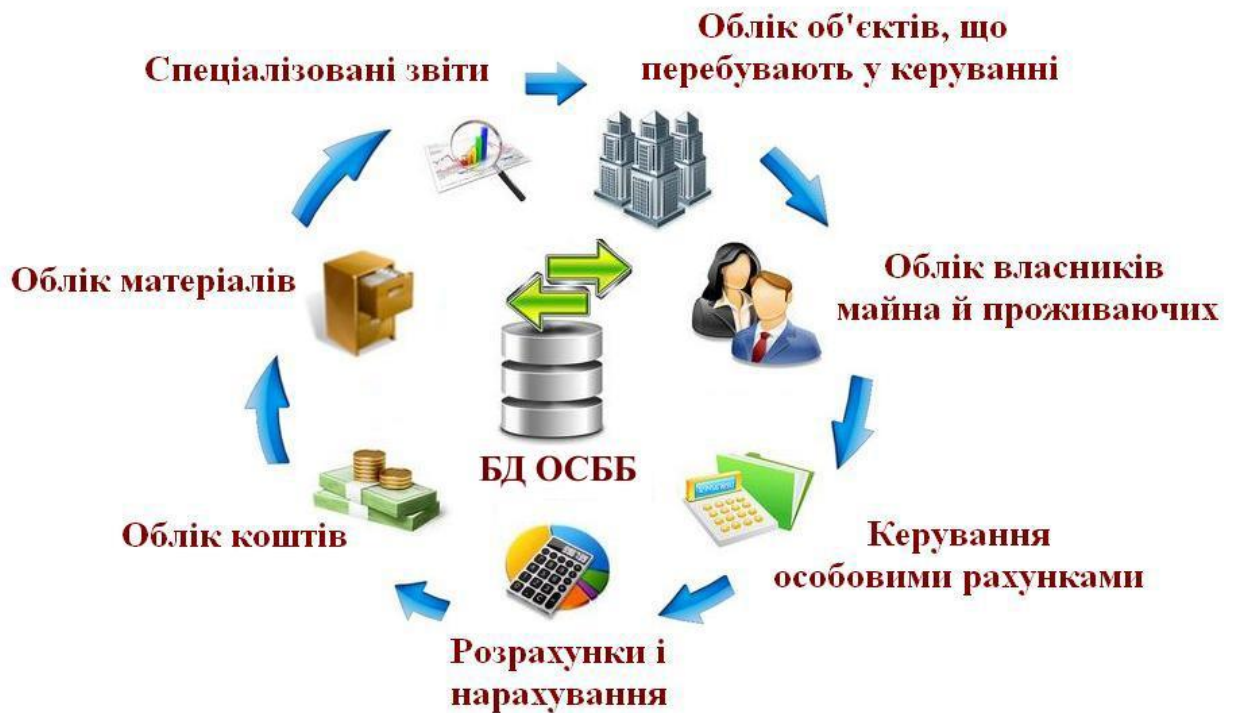 Спеціалізовані звіти
Облік об'єктів, що
перебувають у керуванні
Облік власників
майна й проживаючих
Керування
особовими рахунками
Розрахунки і
нарахування
Облік коштів
Облік матеріалів
БД ОСББ